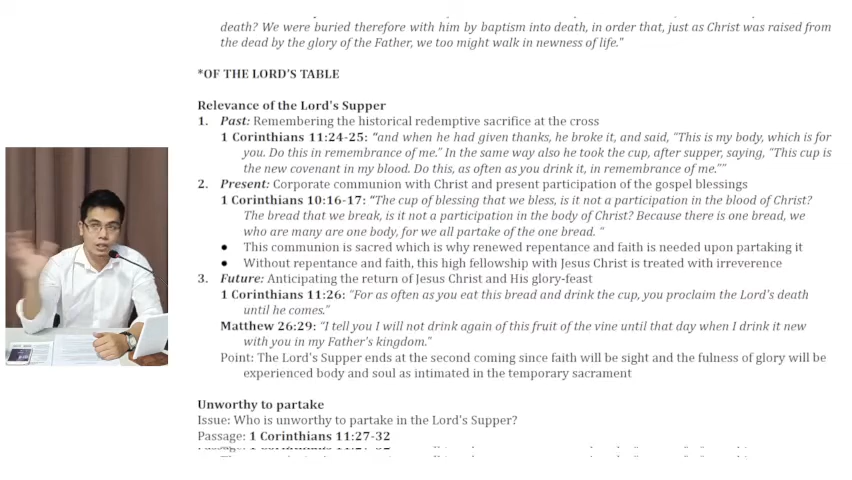 death? We were buried therefore with him by baptism into death, in order that, just as Christ was raised from
the dead by the glory of the Father, we too might walk in newness of life."
*OF THE LORD'S TABLE
Relevance of the Lord's Supper
1. Past: Remembering the historical redemptive sacrifice at the cross
1 Corinthians 11:24-25: "and when he had given thanks, he broke it, and said, "This is my body, which is for
you. Do this in remembrance of me." In the same way also he took the cup, after supper, saying, "This cup is
the new covenant in my blood. Do this, as often as you drink it, in remembrance of me.""
2. Present: Corporate communion with Christ and present participation of the gospel blessings
1 Corinthians 10:16-17: "The cup of blessing that we bless, is it not a participation in the blood of Christ?
The bread that we break, is it not a participation in the body of Christ? Because there is one bread, we
who are many are one body, for we all partake of the one bread. "
● This communion is sacred which is why renewed repentance and faith is needed upon partaking it
● Without repentance and faith, this high fellowship with Jesus Christ is treated with irreverence
3. Future: Anticipating the return of Jesus Christ and His glory-feast
1 Corinthians 11:26: "For as often as you eat this bread and drink the cup, you proclaim the Lord's death
until he comes."
Matthew 26:29: "I tell you I will not drink again of this fruit of the vine until that day when I drink it new
with you in my Father's kingdom."
Point: The Lord's Supper ends at the second coming since faith will be sight and the fulness of glory will be
experienced body and soul as intimated in the temporary sacrament
Unworthy to partake
Issue: Who is unworthy to partake in the Lord's Supper?
Passage: 1 Corinthians 11:27-32